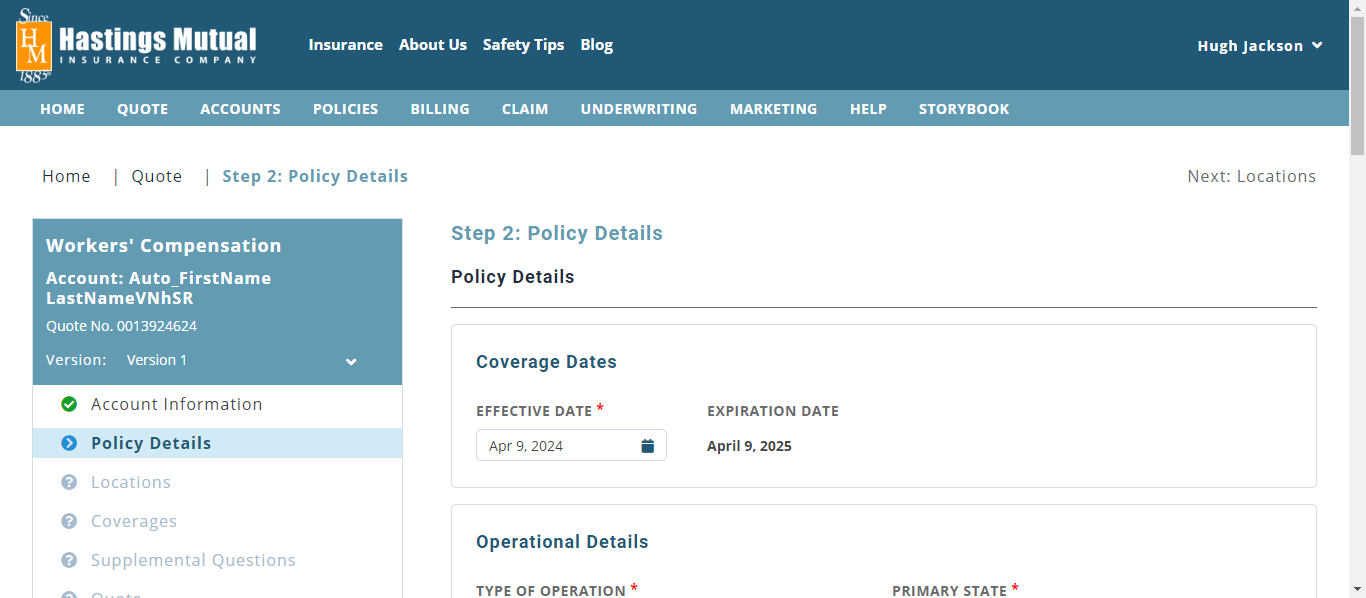 Since
HM
1885
Hastings Mutual
INSURANCE COMPANY
Insurance About Us Safety Tips Blog
Hugh Jackson
HOME QUOTE ACCOUNTS POLICIES BILLING CLAIM UNDERWRITING MARKETING HELP STORYBOOK
Home | Quote | Step 2: Policy Details
Next: Locations
Workers' Compensation
Account: Auto_FirstName
LastNameVNhSR
Quote No. 0013924624
Version: Version 1
Account Information
Policy Details
Locations
Coverages
Supplemental Questions
Quote
Step 2: Policy Details
Policy Details
Coverage Dates
EFFECTIVE DATE * EXPIRATION DATE
Apr 9, 2024 April 9, 2025
Operational Details
TYPE OF OPERATION * PRIMARY STATE *